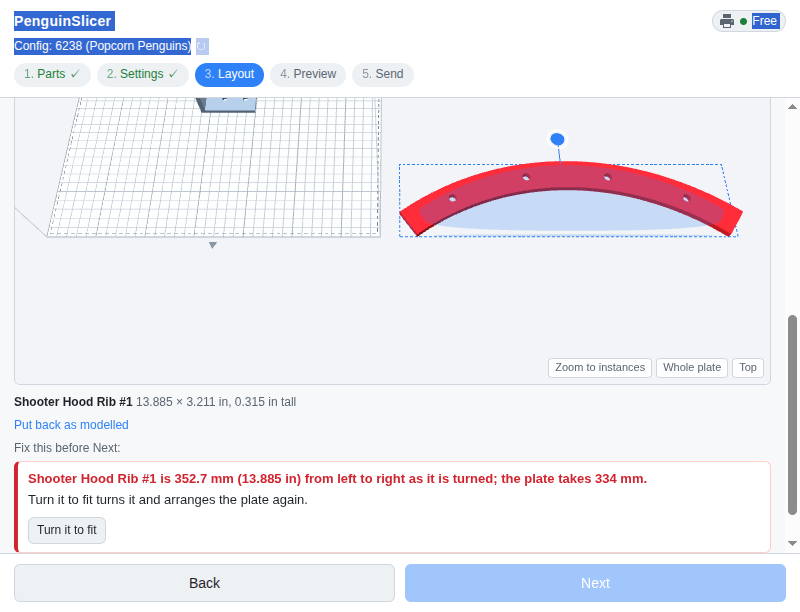 PenguinSlicer
Free
Config: 6238 (Popcorn Penguins)
1. Parts ✓
2. Settings ✓
3. Layout
4. Preview
5. Send
Zoom to instances
Whole plate
Top
Shooter Hood Rib #1 13.885 × 3.211 in, 0.315 in tall
Put back as modelled
Fix this before Next:
Shooter Hood Rib #1 is 352.7 mm (13.885 in) from left to right as it is turned; the plate takes 334 mm.
Turn it to fit turns it and arranges the plate again.
Turn it to fit
Back
Next